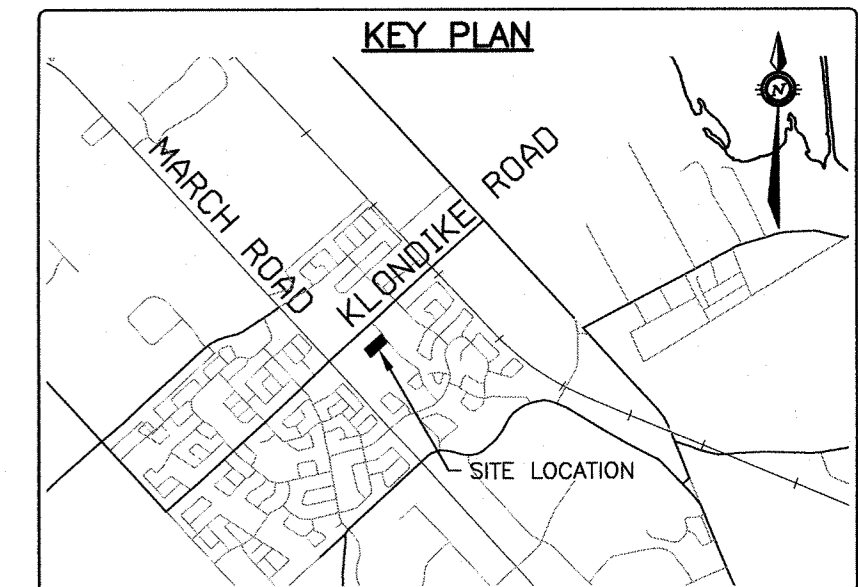 KEY PLAN
N
MARCH ROAD
KLONDIKE ROAD
SITE LOCATION